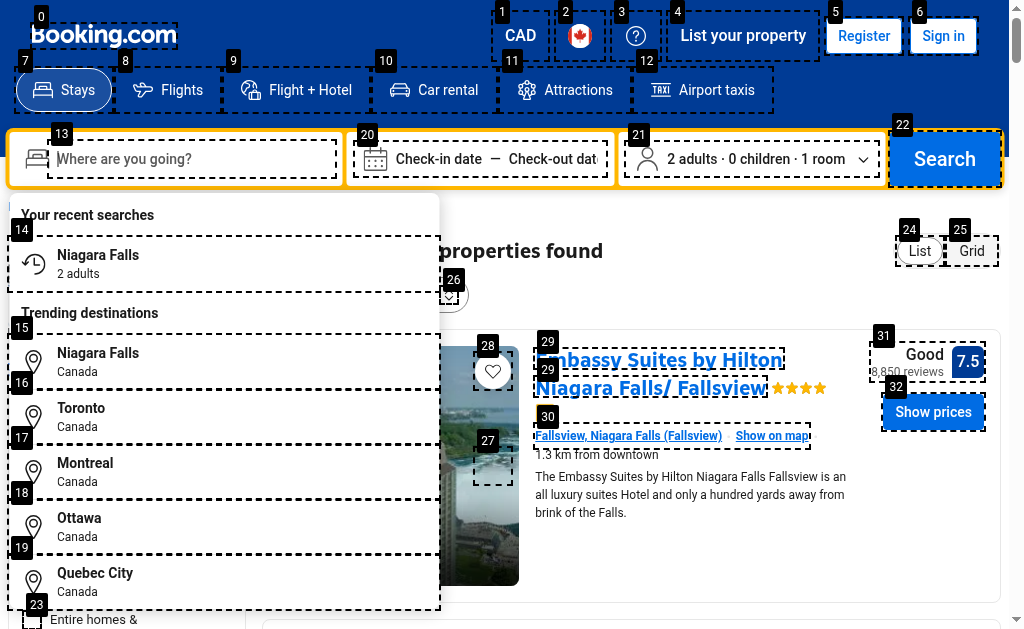 0
1
2
3
4
5
6
Booking.com
CAD
List your property
Register
Sign in
7
8
9
10
11
12
Stays
Flights
Flight + Hotel
Car rental
Attractions
Airport taxis
13
20
21
22
Where are you going?
Check-in date — Check-out dat
2 adults · 0 children · 1 room
Search
Your recent searches
14
Niagara Falls
2 adults
Trending destinations
15
Niagara Falls
Canada
16
Toronto
Canada
17
Montreal
Canada
18
Ottawa
Canada
19
Quebec City
Canada
23
Entire homes &
properties found
24
25
List
Grid
26
27
28
29
Embassy Suites by Hilton
29
Niagara Falls/ Fallsview
30
Fallsview, Niagara Falls (Fallsview) · Show on map
1.3 km from downtown
The Embassy Suites by Hilton Niagara Falls Fallsview is an
all luxury suites Hotel and only a hundred yards away from
brink of the Falls.
31
Good
8,850 reviews
7.5
32
Show prices